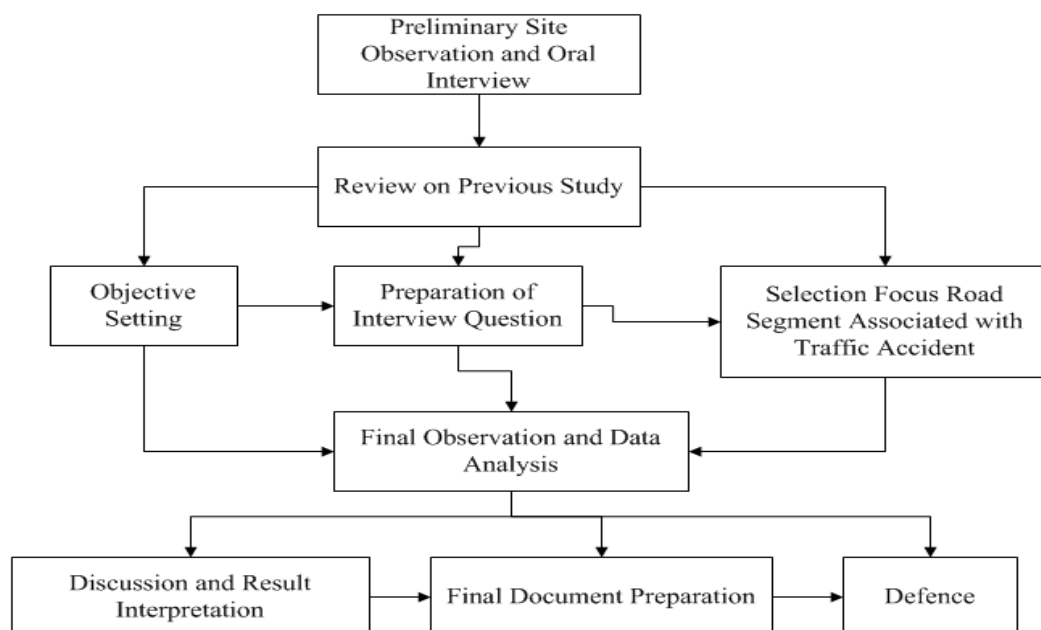 Preliminary Site
Observation and Oral
Interview
Review on Previous Study
Objective
Setting
Preparation of
Interview Question
Selection Focus Road
Segment Associated with
Traffic Accident
Final Observation and Data
Analysis
Discussion and Result
Interpretation
Final Document Preparation
Defence